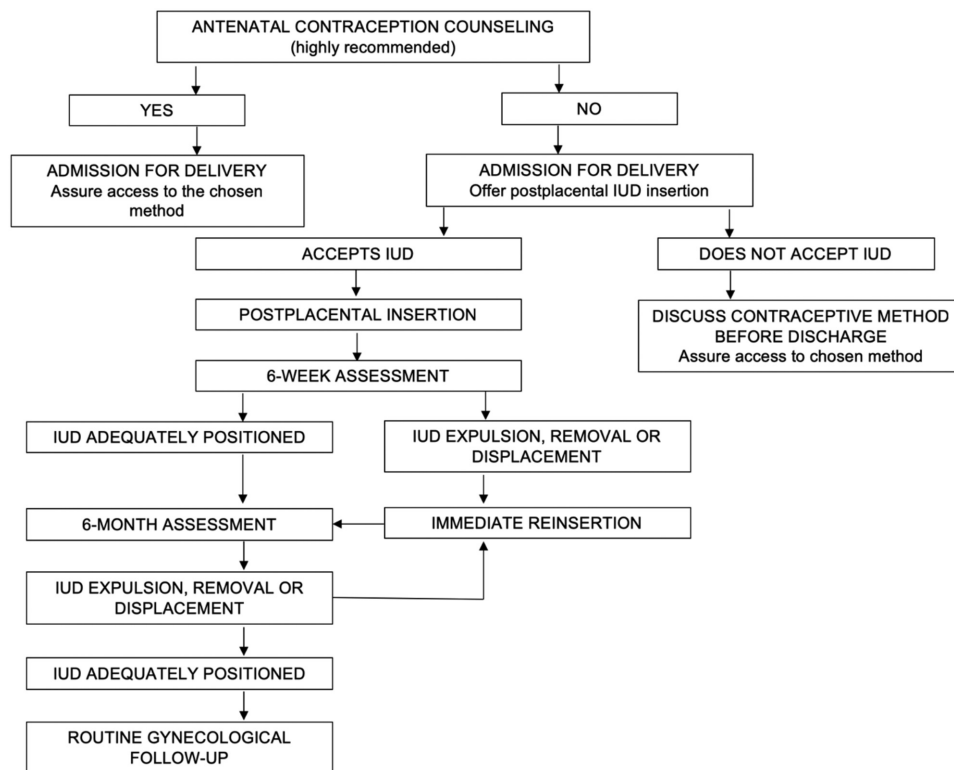 ANTENATAL CONTRACEPTION COUNSELING
(highly recommended)
YES
NO
ADMISSION FOR DELIVERY
Assure access to the chosen
method
ADMISSION FOR DELIVERY
Offer postplacental IUD insertion
ACCEPTS IUD
DOES NOT ACCEPT IUD
POSTPLACENTAL INSERTION
DISCUSS CONTRACEPTIVE METHOD
BEFORE DISCHARGE
Assure access to chosen method
6-WEEK ASSESSMENT
IUD ADEQUATELY POSITIONED
IUD EXPULSION, REMOVAL OR
DISPLACEMENT
6-MONTH ASSESSMENT
IMMEDIATE REINSERTION
IUD EXPULSION, REMOVAL OR
DISPLACEMENT
IUD ADEQUATELY POSITIONED
ROUTINE GYNECOLOGICAL
FOLLOW-UP